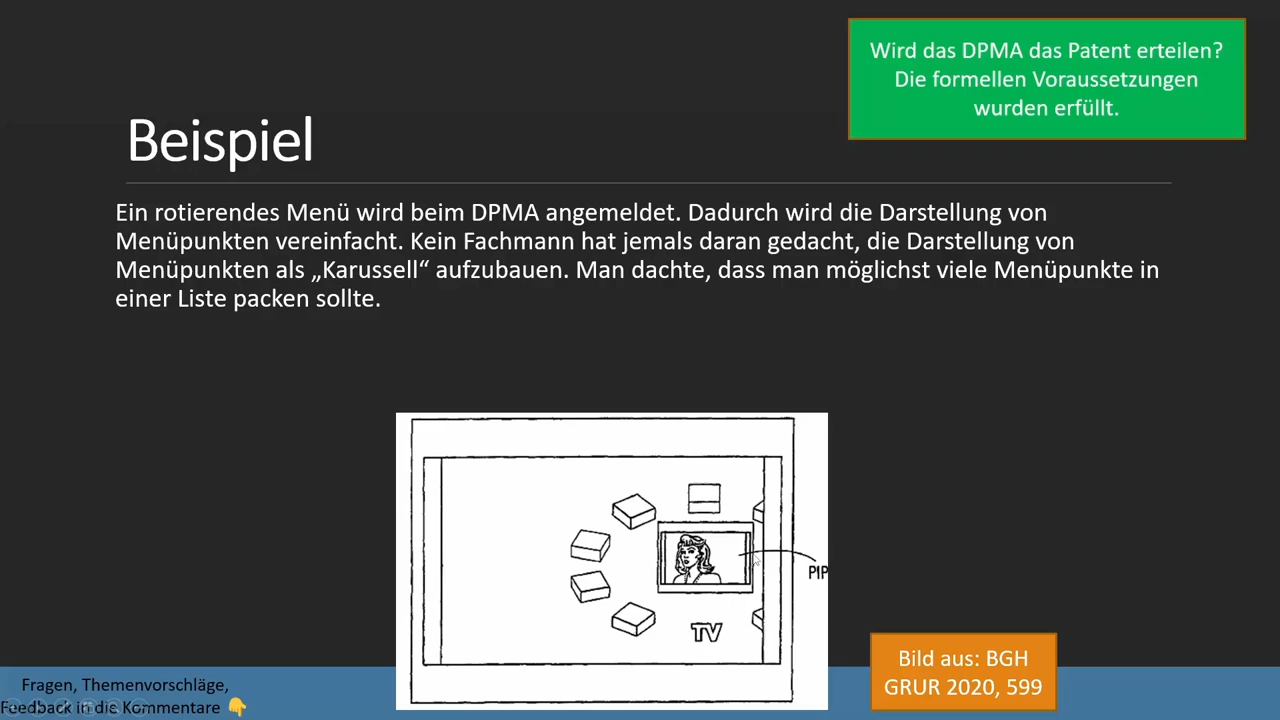 Wird das DPMA das Patent erteilen?
Die formellen Voraussetzungen
wurden erfüllt.
Beispiel
Ein rotierendes Menü wird beim DPMA angemeldet. Dadurch wird die Darstellung von
Menüpunkten vereinfacht. Kein Fachmann hat jemals daran gedacht, die Darstellung von
Menüpunkten als „Karussell“ aufzubauen. Man dachte, dass man möglichst viele Menüpunkte in
einer Liste packen sollte.
PIP
TV
Bild aus: BGH
GRUR 2020, 599
Fragen, Themenvorschläge,
Feedback in die Kommentare 👇